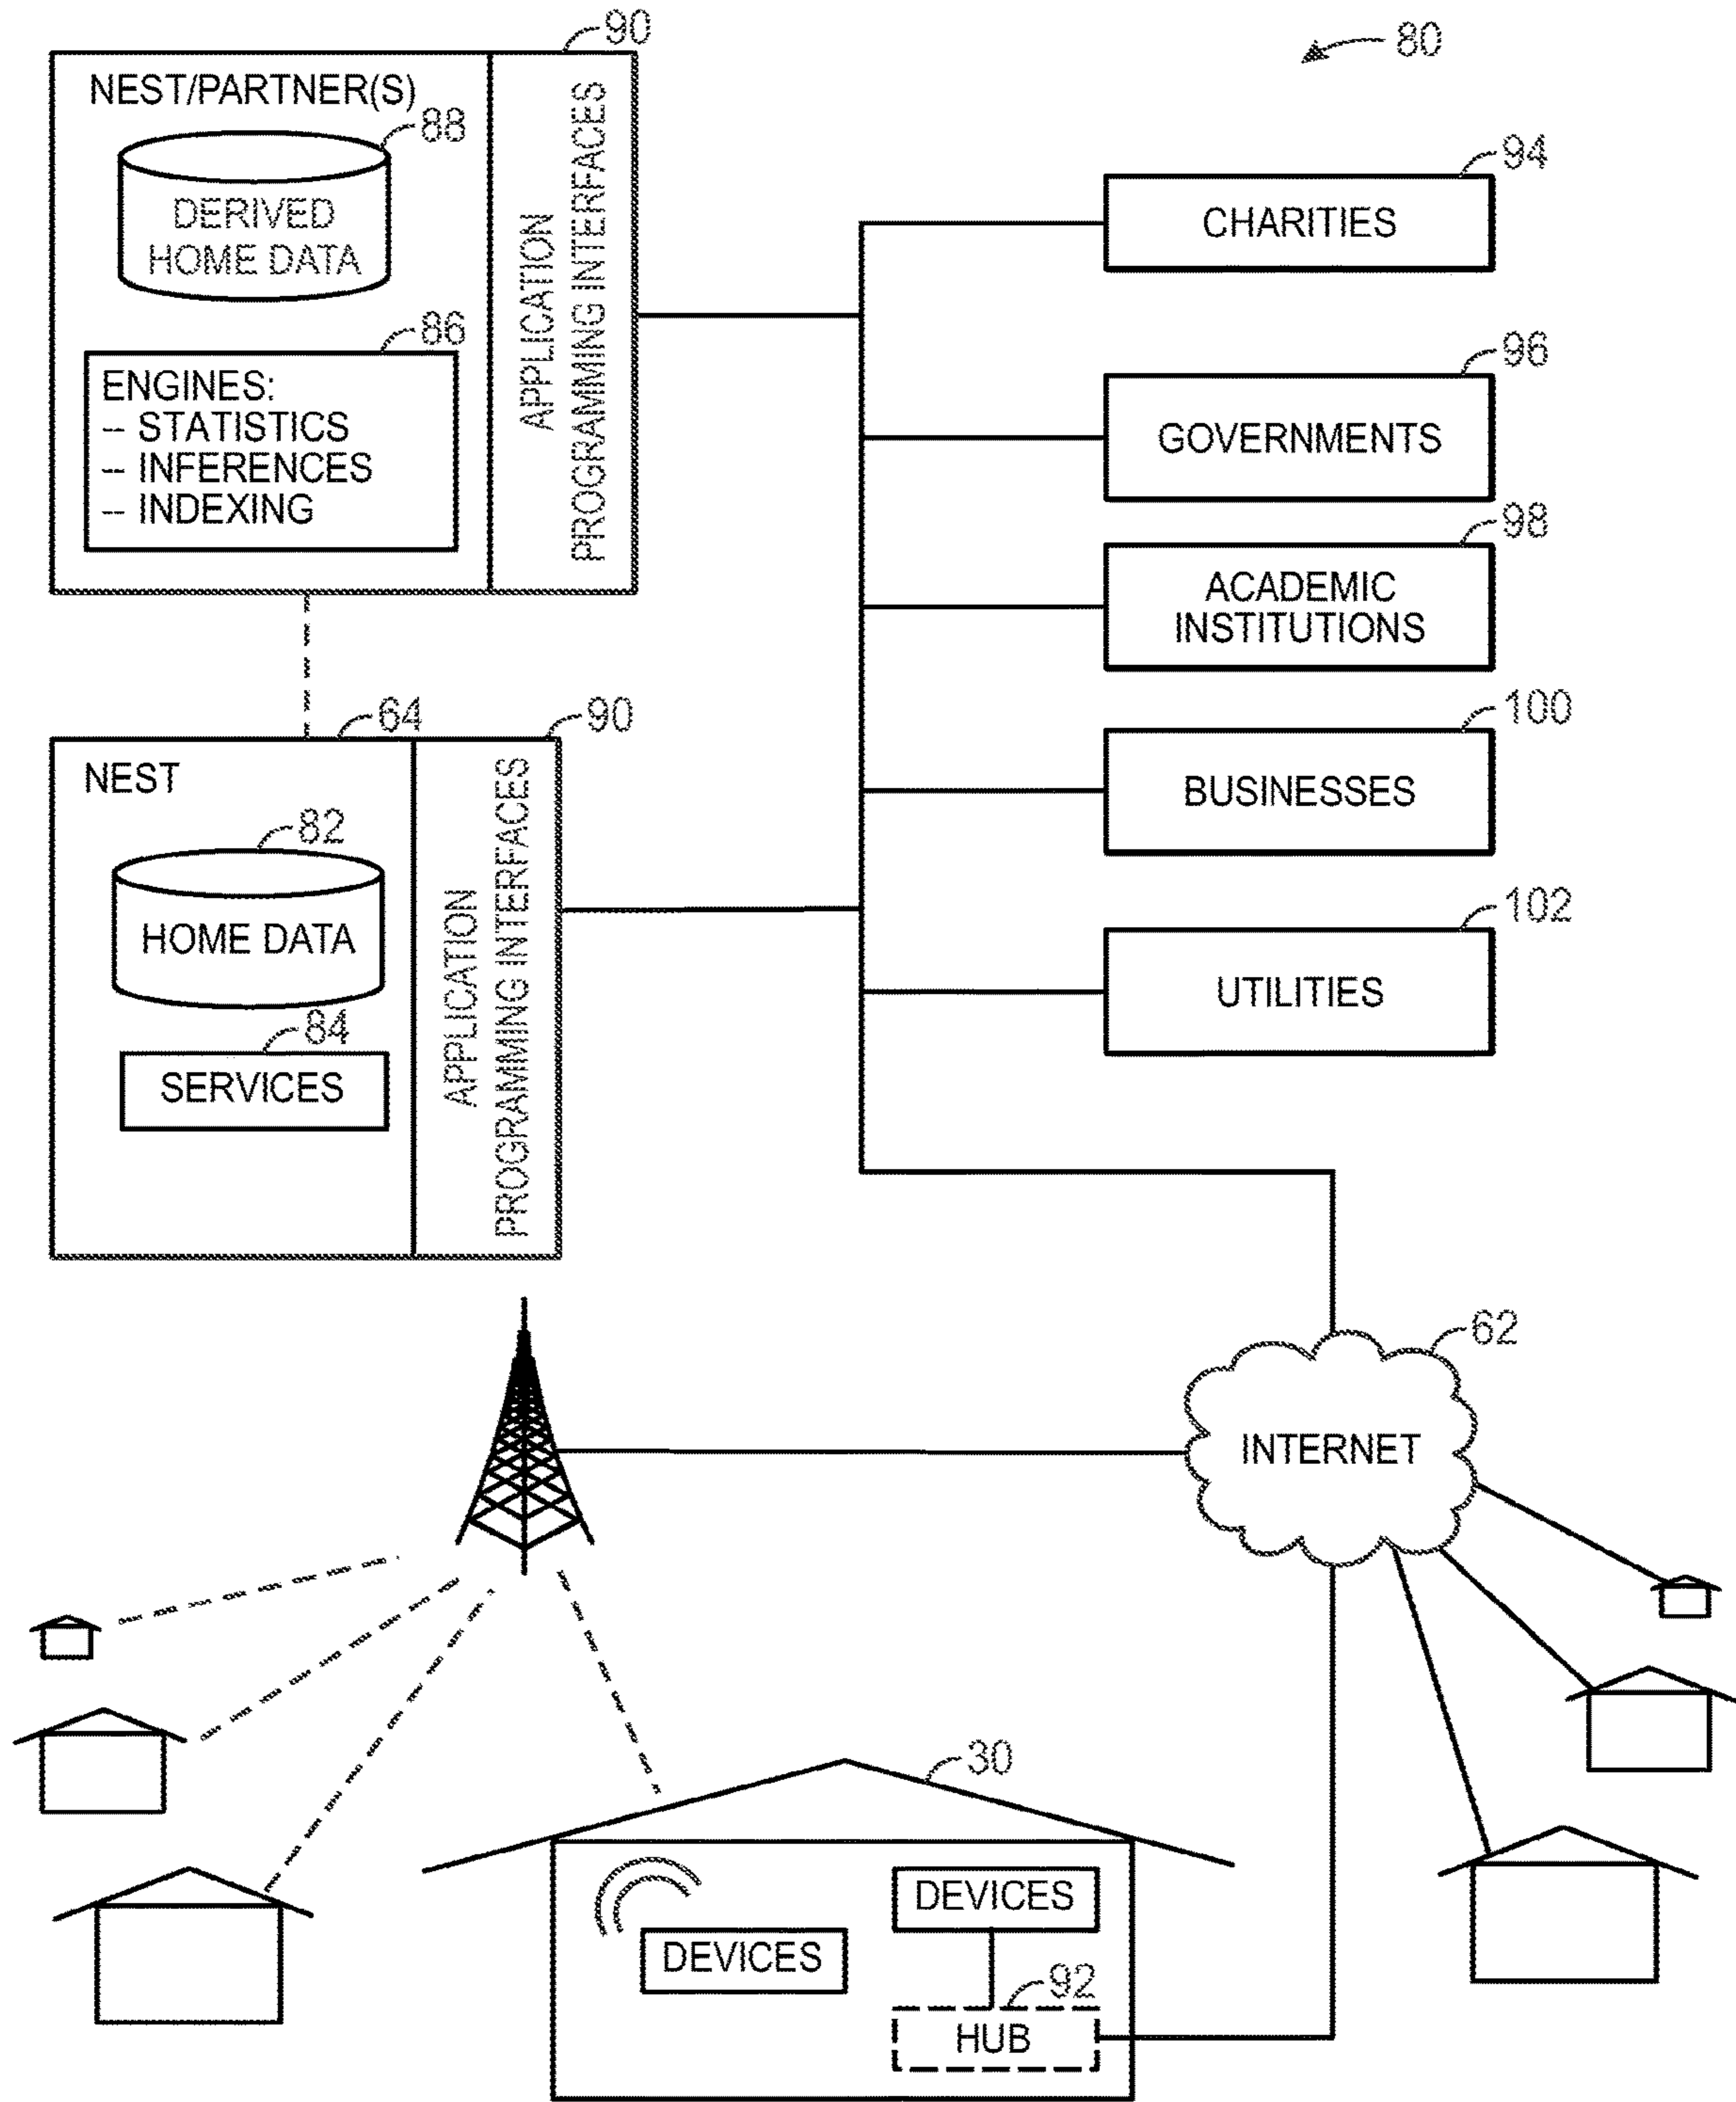 80
90
NEST/PARTNER(S)
88
DERIVED
HOME DATA
86
ENGINES:
-- STATISTICS
-- INFERENCES
-- INDEXING
APPLICATION
PROGRAMMING INTERFACES
94
CHARITIES
96
GOVERNMENTS
98
ACADEMIC
INSTITUTIONS
100
BUSINESSES
102
UTILITIES
64
90
NEST
82
HOME DATA
84
SERVICES
APPLICATION
PROGRAMMING INTERFACES
62
INTERNET
30
DEVICES
DEVICES
92
HUB